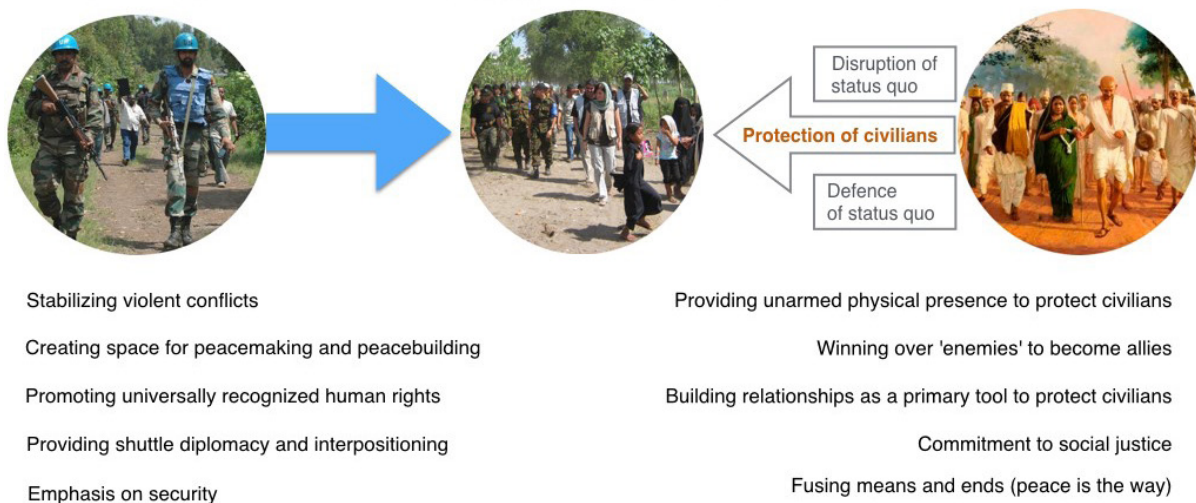 Disruption of
status quo
Protection of civilians
Defence
of status quo
Stabilizing violent conflicts
Creating space for peacemaking and peacebuilding
Promoting universally recognized human rights
Providing shuttle diplomacy and interpositioning
Emphasis on security
Providing unarmed physical presence to protect civilians
Winning over 'enemies' to become allies
Building relationships as a primary tool to protect civilians
Commitment to social justice
Fusing means and ends (peace is the way)